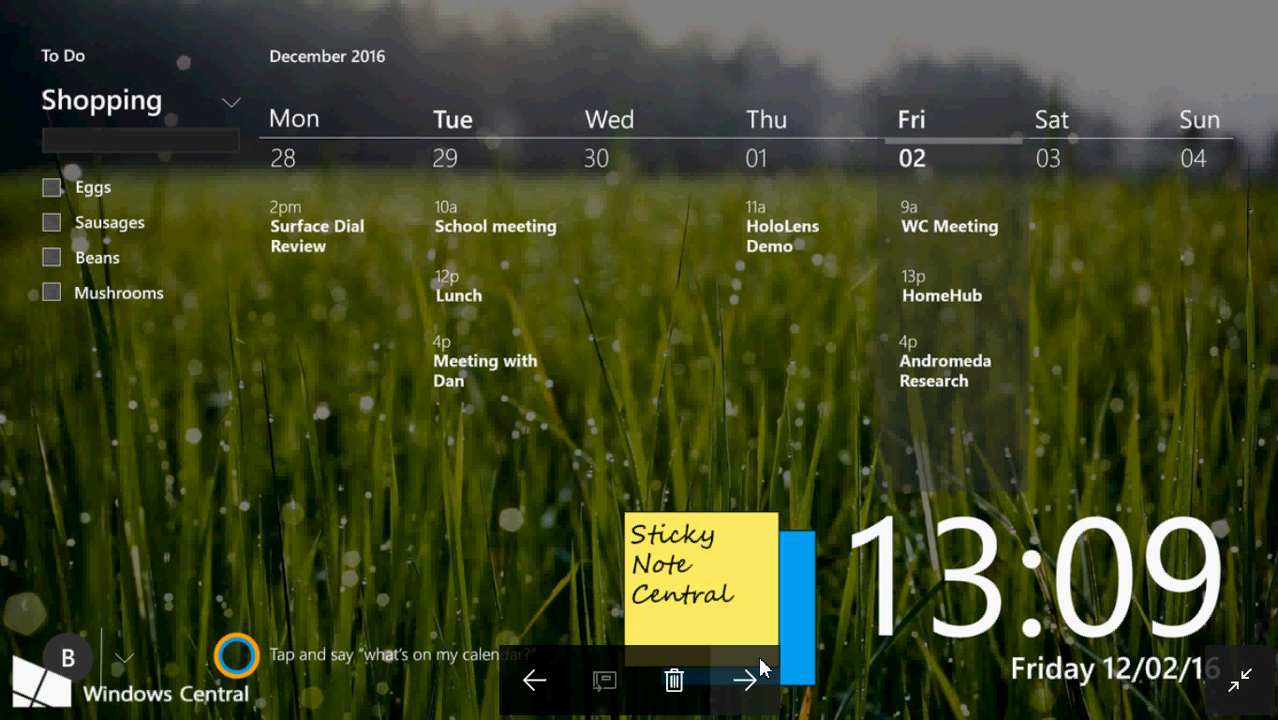 To Do
December 2016
Shopping
Mon
Tue
Wed
Thu
Fri
Sat
Sun
28
29
30
01
02
03
04
Eggs
Sausages
Beans
Mushrooms
2pm
Surface Dial
Review
10a
School meeting
12p
Lunch
4p
Meeting with
Dan
11a
HoloLens
Demo
9a
WC Meeting
13p
HomeHub
4p
Andromeda
Research
Sticky
Note
Central
13:09
Friday 12/02/16
B
Tap and say "what's on my calendar?"
Windows Central